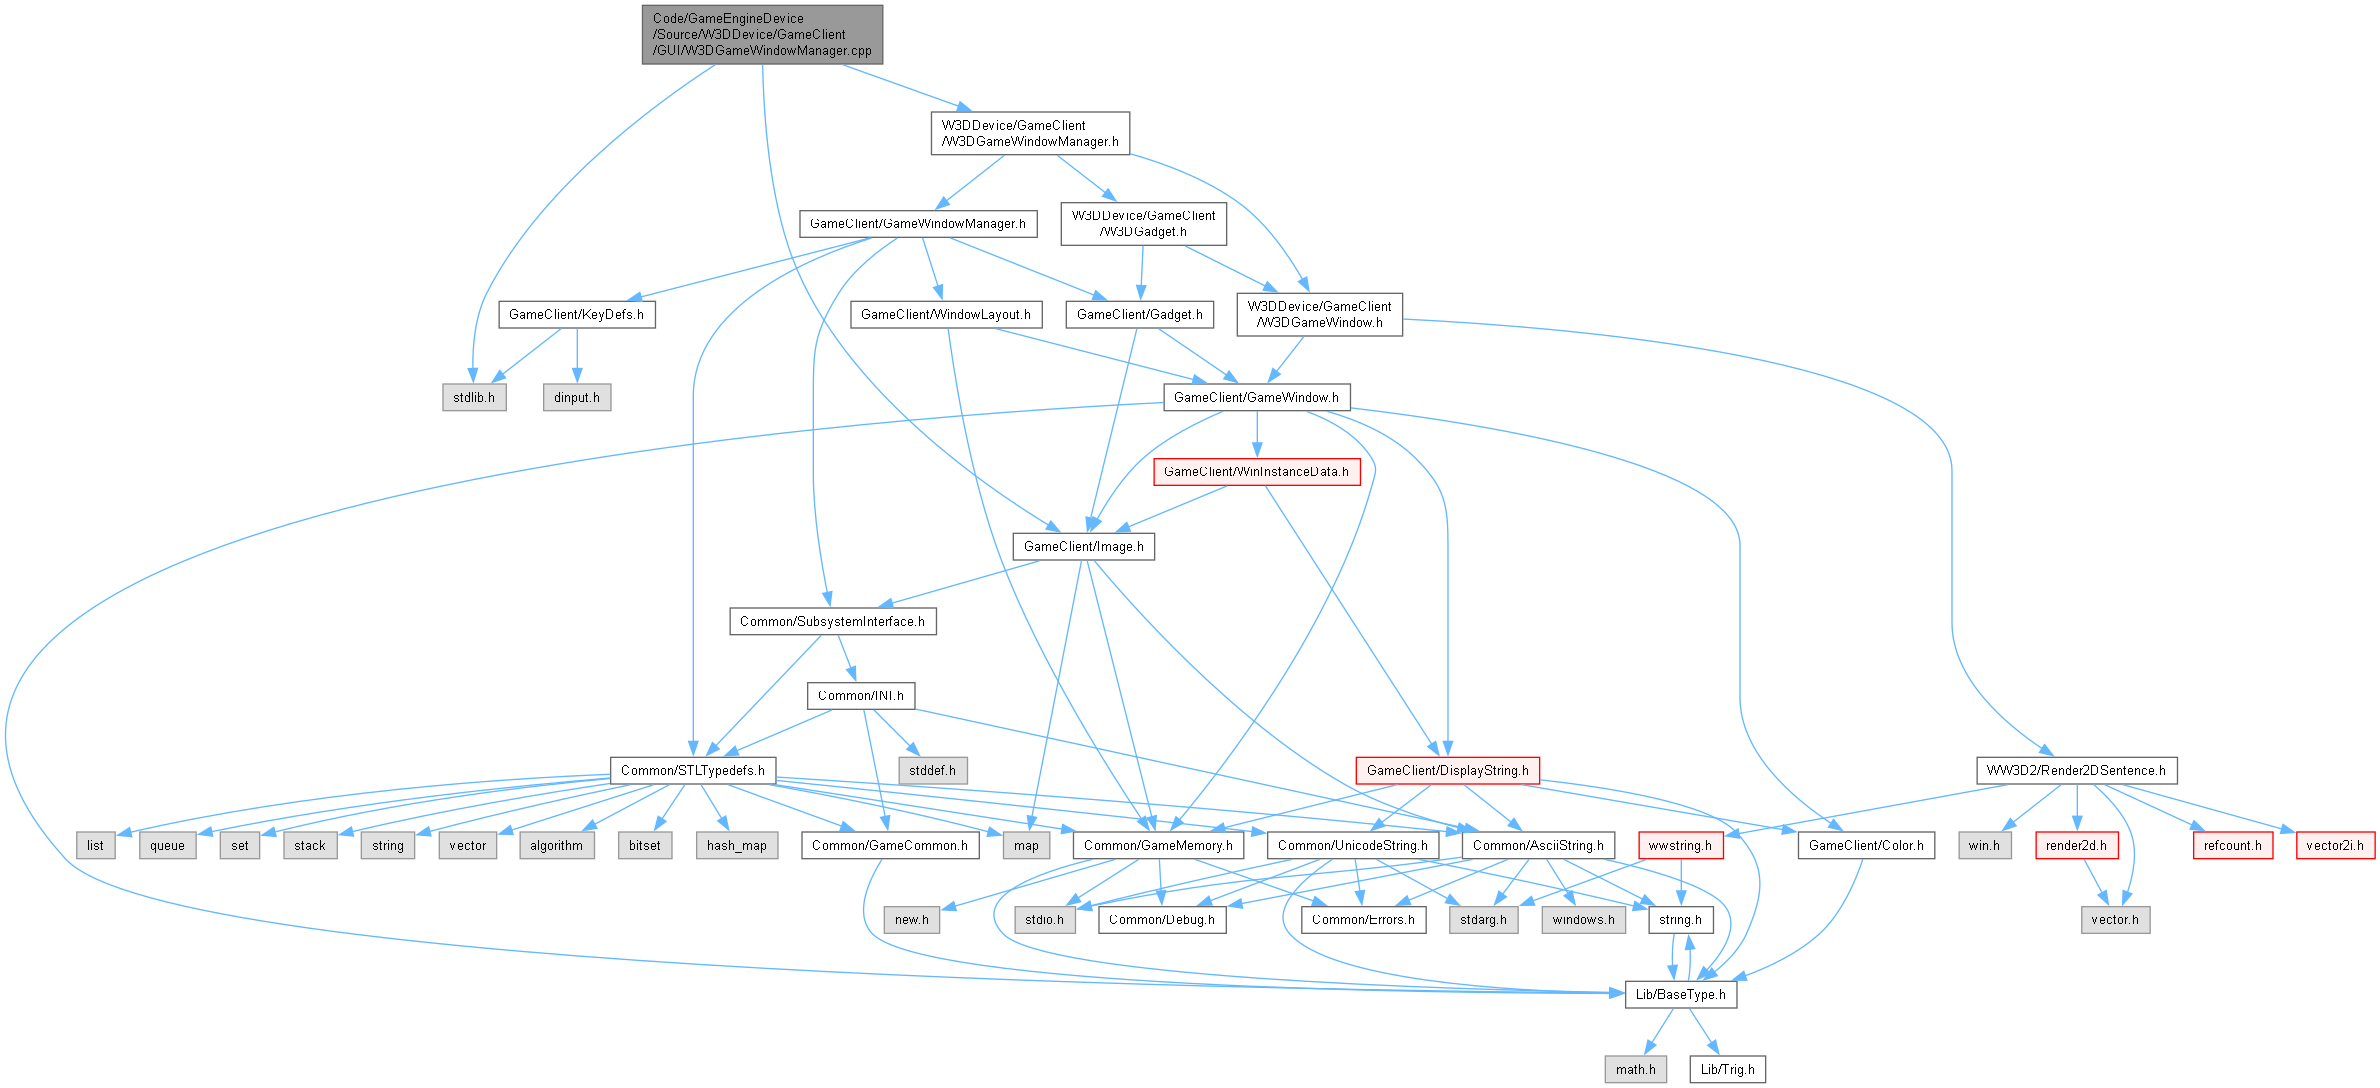 Code/GameEngineDevice
/Source/W3DDevice/GameClient
/GUI/W3DGameWindowManager.cpp
W3DDevice/GameClient
/W3DGameWindowManager.h
GameClient/GameWindowManager.h
W3DDevice/GameClient
/W3DGadget.h
GameClient/KeyDefs.h
GameClient/WindowLayout.h
GameClient/Gadget.h
W3DDevice/GameClient
/W3DGameWindow.h
stdlib.h
dinput.h
GameClient/GameWindow.h
GameClient/WinInstanceData.h
GameClient/Image.h
Common/SubsystemInterface.h
Common/INI.h
Common/STLTypedefs.h
stddef.h
GameClient/DisplayString.h
WW3D2/Render2DSentence.h
list
queue
set
stack
string
vector
algorithm
bitset
hash_map
Common/GameCommon.h
map
Common/GameMemory.h
Common/UnicodeString.h
Common/AsciiString.h
wwstring.h
GameClient/Color.h
win.h
render2d.h
refcount.h
vector2i.h
new.h
stdio.h
Common/Debug.h
Common/Errors.h
stdarg.h
windows.h
string.h
vector.h
Lib/BaseType.h
math.h
Lib/Trig.h